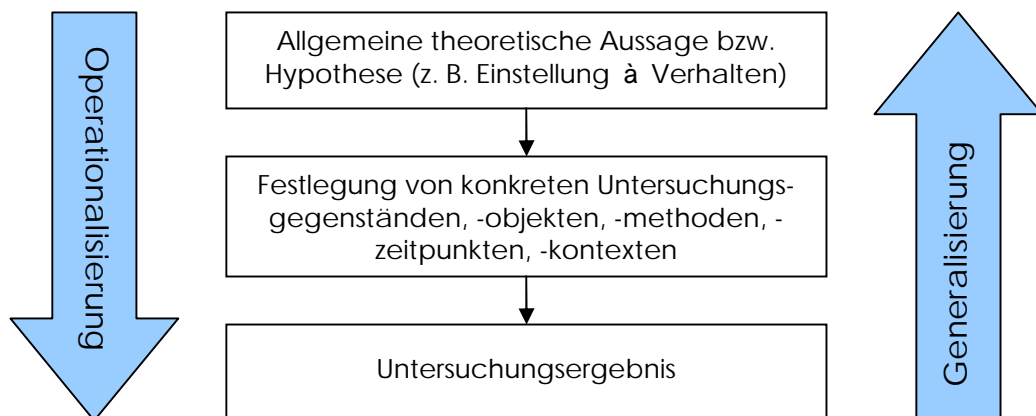 Operationalisierung
Allgemeine theoretische Aussage bzw.
Hypothese (z. B. Einstellung à Verhalten)
Festlegung von konkreten Untersuchungs-
gegenständen, -objekten, -methoden, -
zeitpunkten, -kontexten
Untersuchungsergebnis
Generalisierung